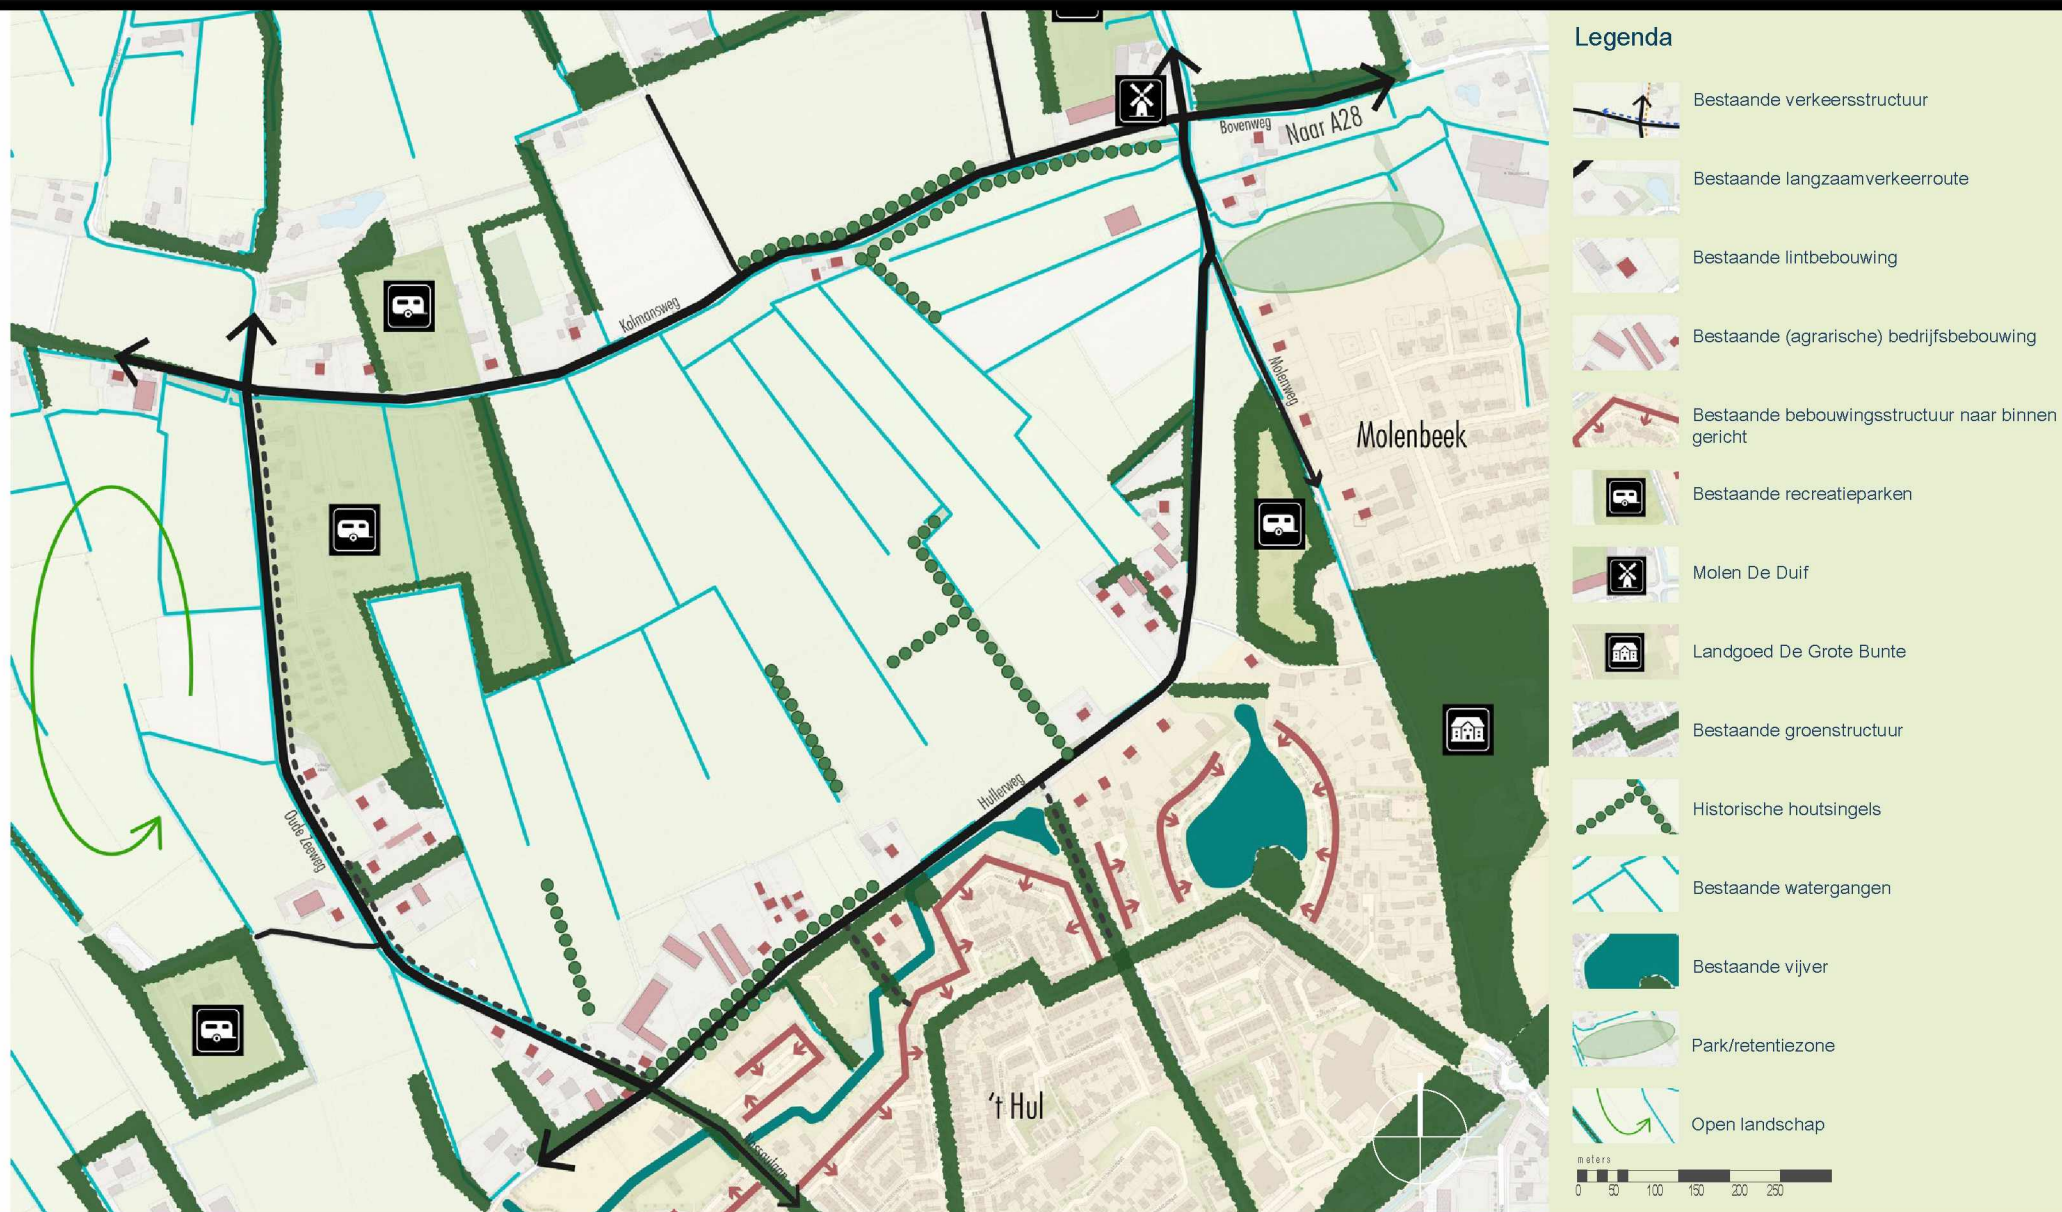 Legenda
Bestaande verkeersstructuur
Bestaande langzaamverkeerroute
Bestaande lintbebouwing
Bestaande (agrarische) bedrijfsbebouwing
Bestaande bebouwingsstructuur naar binnen
gericht
Bestaande recreatieparken
Molen De Duif
Landgoed De Grote Bunte
Bestaande groenstructuur
Historische houtsingels
Bestaande watergangen
Bestaande vijver
Park/retentiezone
Open landschap
meters
0 50 100 150 200 250
Bovenweg
Naar A28
Kolmansweg
Molenweg
Molenbeek
Hullerweg
Oude Zeeweg
't Hul